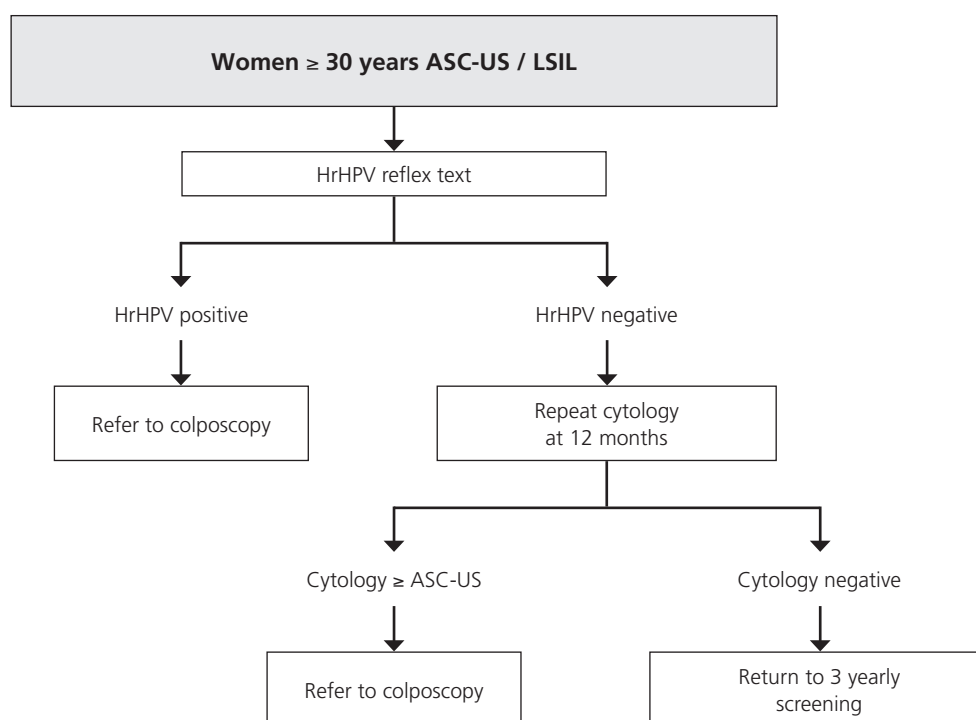 Women ≥ 30 years ASC-US / LSIL
HrHPV reflex text
HrHPV positive
HrHPV negative
Refer to colposcopy
Repeat cytology
at 12 months
Cytology ≥ ASC-US
Cytology negative
Refer to colposcopy
Return to 3 yearly
screening